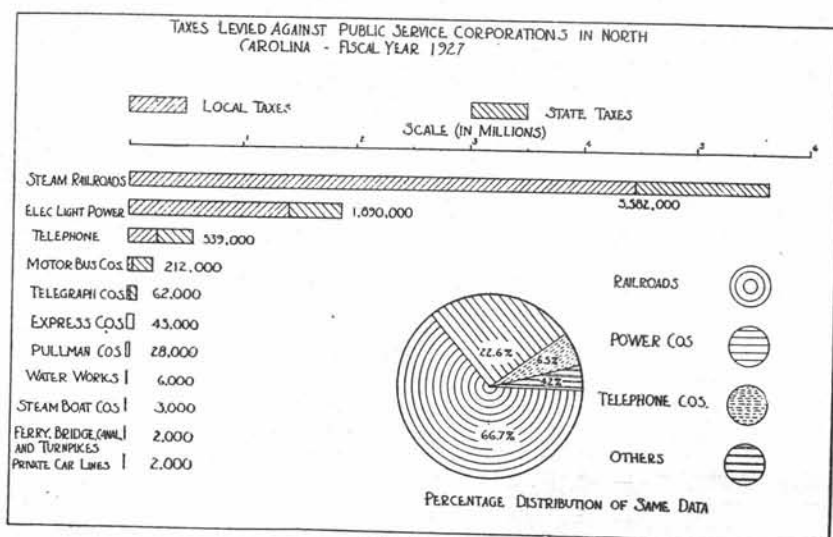 TAXES LEVIED AGAINST PUBLIC SERVICE CORPORATIONS IN NORTH
CAROLINA - FISCAL YEAR 1927
LOCAL TAXES
STATE TAXES
SCALE (IN MILLIONS)
1 2 3 4 5 6
STEAM RAILROADS
5,582,000
ELEC LIGHT POWER 1,890,000
TELEPHONE 539,000
MOTOR BUS COS. 212,000
TELEGRAPH COS. 62,000
EXPRESS COS. 45,000
PULLMAN COS. 28,000
WATER WORKS 6,000
STEAM BOAT COS. 3,000
FERRY, BRIDGE, CANAL, 2,000
AND TURNPIKES
PRIVATE CAR LINES 2,000
22.6%
6.5%
4.2%
66.7%
RAILROADS
POWER COS
TELEPHONE COS.
OTHERS
PERCENTAGE DISTRIBUTION OF SAME DATA